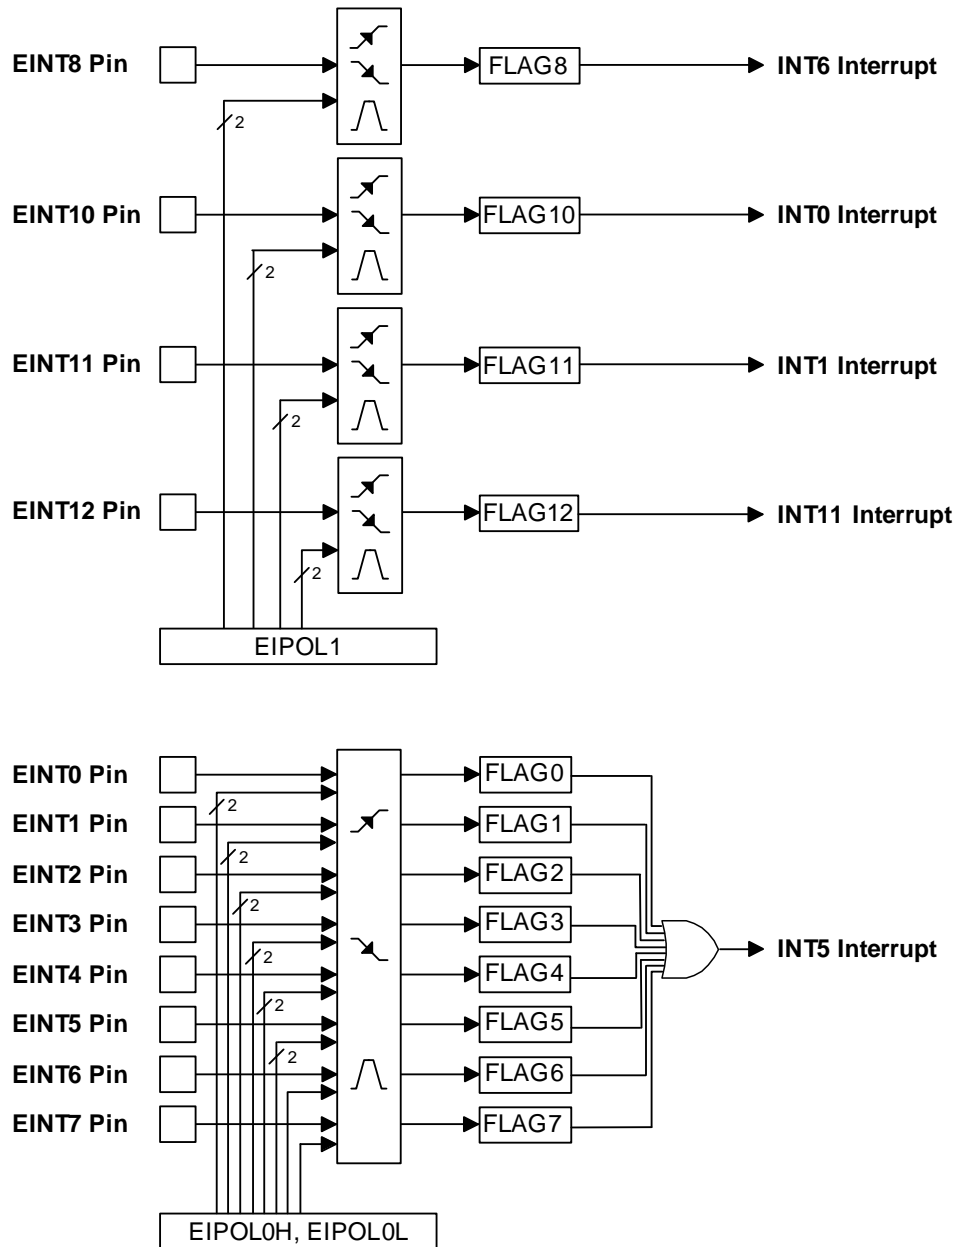 EINT8 Pin FLAG8 INT6 Interrupt
2
EINT10 Pin FLAG10 INT0 Interrupt
2
EINT11 Pin FLAG11 INT1 Interrupt
2
EINT12 Pin FLAG12 INT11 Interrupt
2
EIPOL1
EINT0 Pin FLAG0
2
EINT1 Pin FLAG1
2
EINT2 Pin FLAG2
2
EINT3 Pin FLAG3
INT5 Interrupt
2
EINT4 Pin FLAG4
2
EINT5 Pin FLAG5
2
EINT6 Pin FLAG6
EINT7 Pin FLAG7
EIPOL0H, EIPOL0L